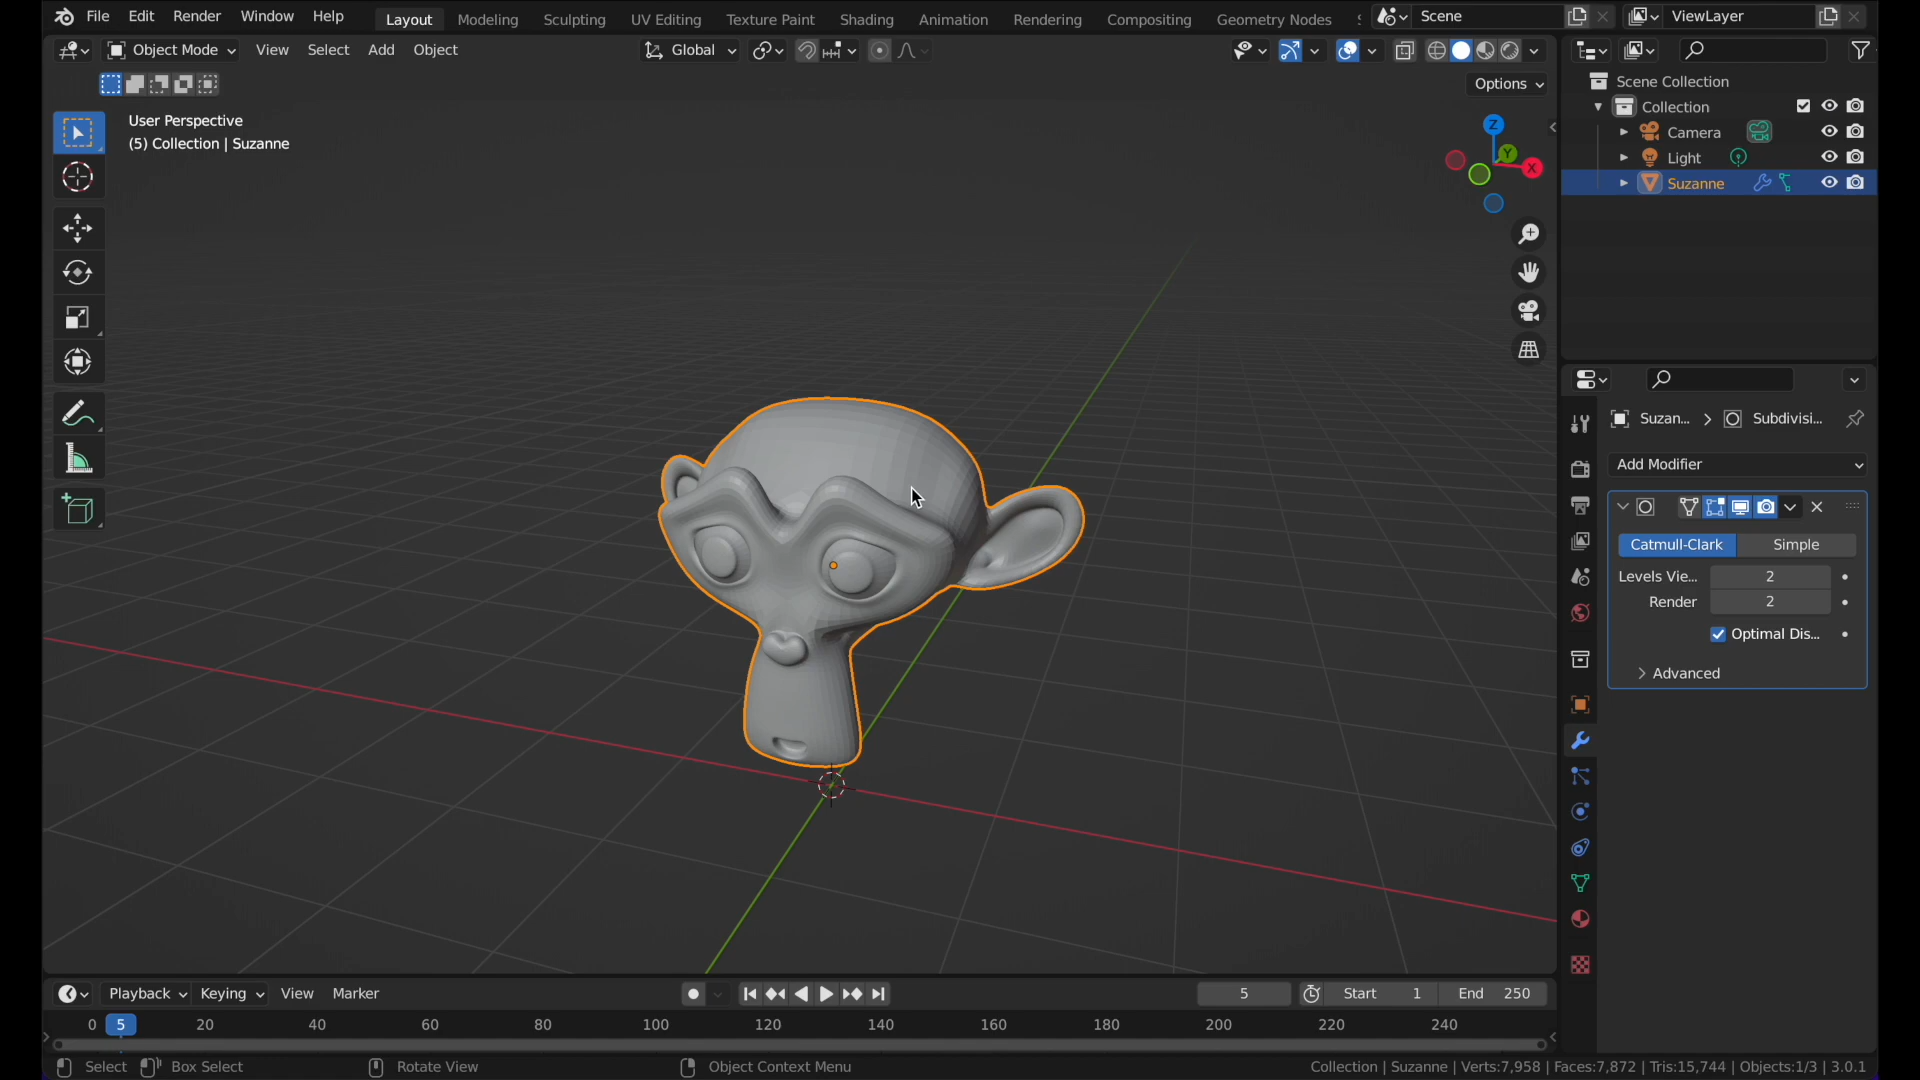 File Edit Render Window Help Layout Modeling Sculpting UV Editing Texture Paint Shading Animation Rendering Compositing Geometry Nodes Scene ViewLayer
Object Mode View Select Add Object Global
Options
User Perspective
(5) Collection | Suzanne
Z
Y
X
Scene Collection
Collection
Camera
Light
Suzanne
Suzan... > Subdivisi...
Add Modifier
Catmull-Clark Simple
Levels Vie... 2
Render 2
Optimal Dis...
Advanced
Playback Keying View Marker 5 Start 1 End 250
0 5 20 40 60 80 100 120 140 160 180 200 220 240
Select Box Select Rotate View Object Context Menu Collection | Suzanne | Verts:7,958 | Faces:7,872 | Tris:15,744 | Objects:1/3 | 3.0.1